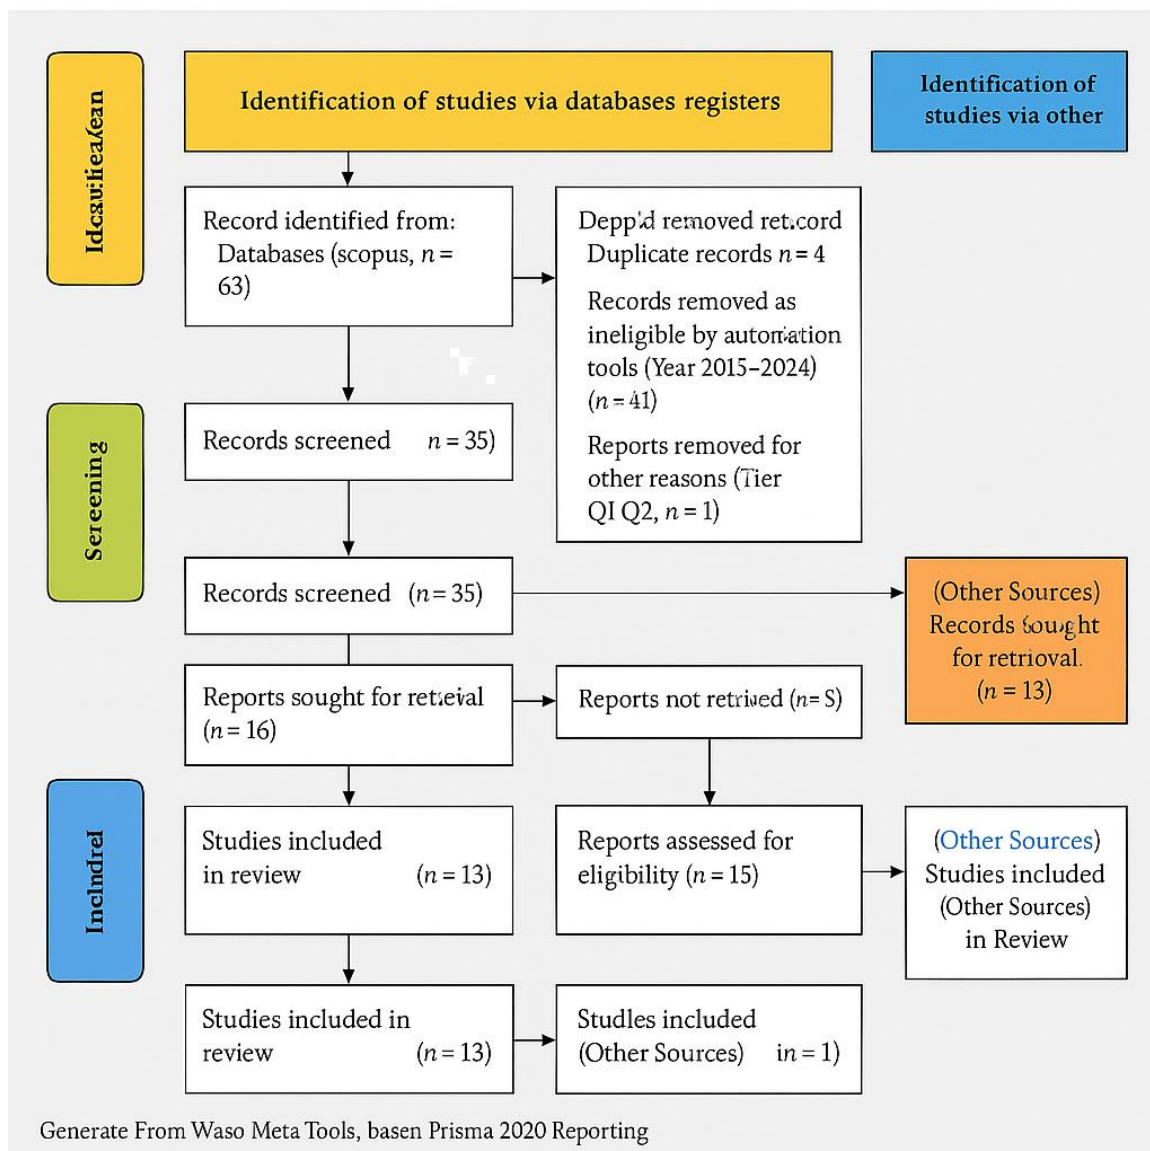 Identification of studies via databases registers
Identification of
studies via other
Record identified from:
Databases (scopus, n =
63)
removed
Duplicate records n = 4
Records removed as
ineligible by automation
tools (Year 2015–2024)
(n = 41)
Reports removed for
other reasons (Tier
QI Q2, n = 1)
Screening
Records screened n = 35)
Records screened (n = 35)
(Other Sources)
Records sought
for retrioval.
(n = 13)
Reports sought for
(n = 16)
Reports not retrived (n= S)
Inclndrel
Studies included
in review (n = 13)
Reports assessed for
eligibility (n = 15)
(Other Sources)
Studies included
(Other Sources)
in Review
Studies included in
review (n = 13)
Studles included
(Other Sources) in = 1)
Generate From Waso Meta Tools, basen Prisma 2020 Reporting